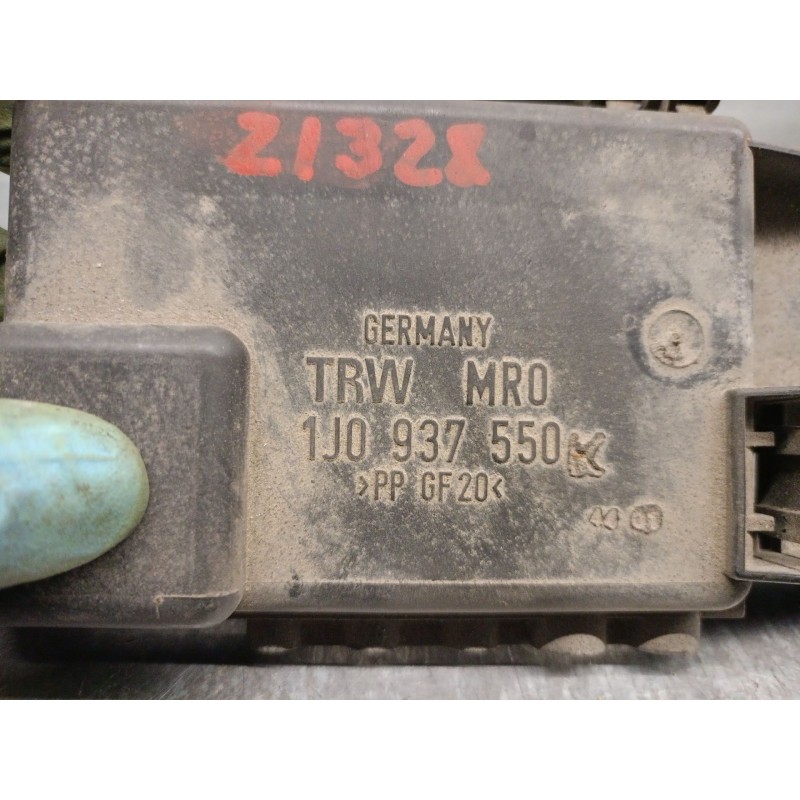 21328
GERMANY
TRW MRO
1J0 937 550 K
>PP GF20<